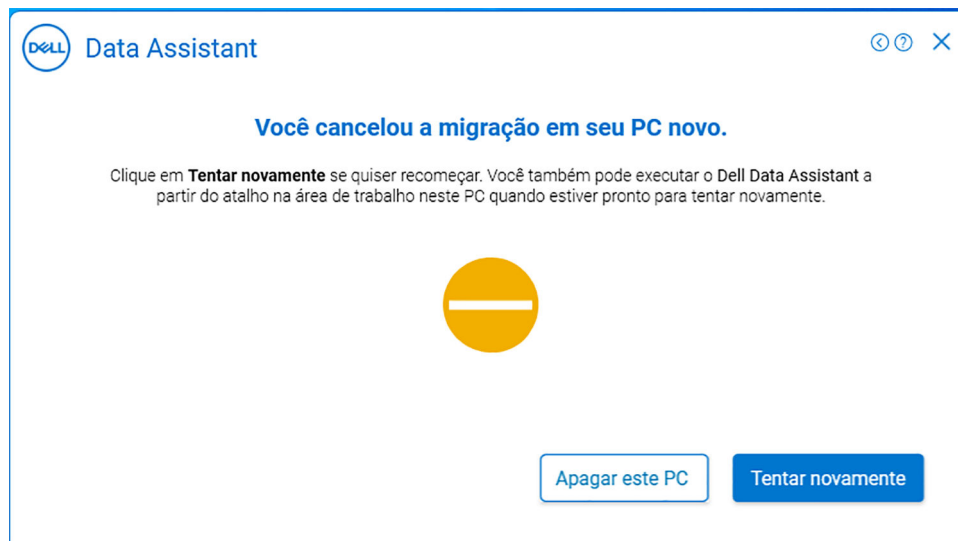 DELL Data Assistant
Você cancelou a migração em seu PC novo.
Clique em Tentar novamente se quiser recomeçar. Você também pode executar o Dell Data Assistant a
partir do atalho na área de trabalho neste PC quando estiver pronto para tentar novamente.
Apagar este PC
Tentar novamente